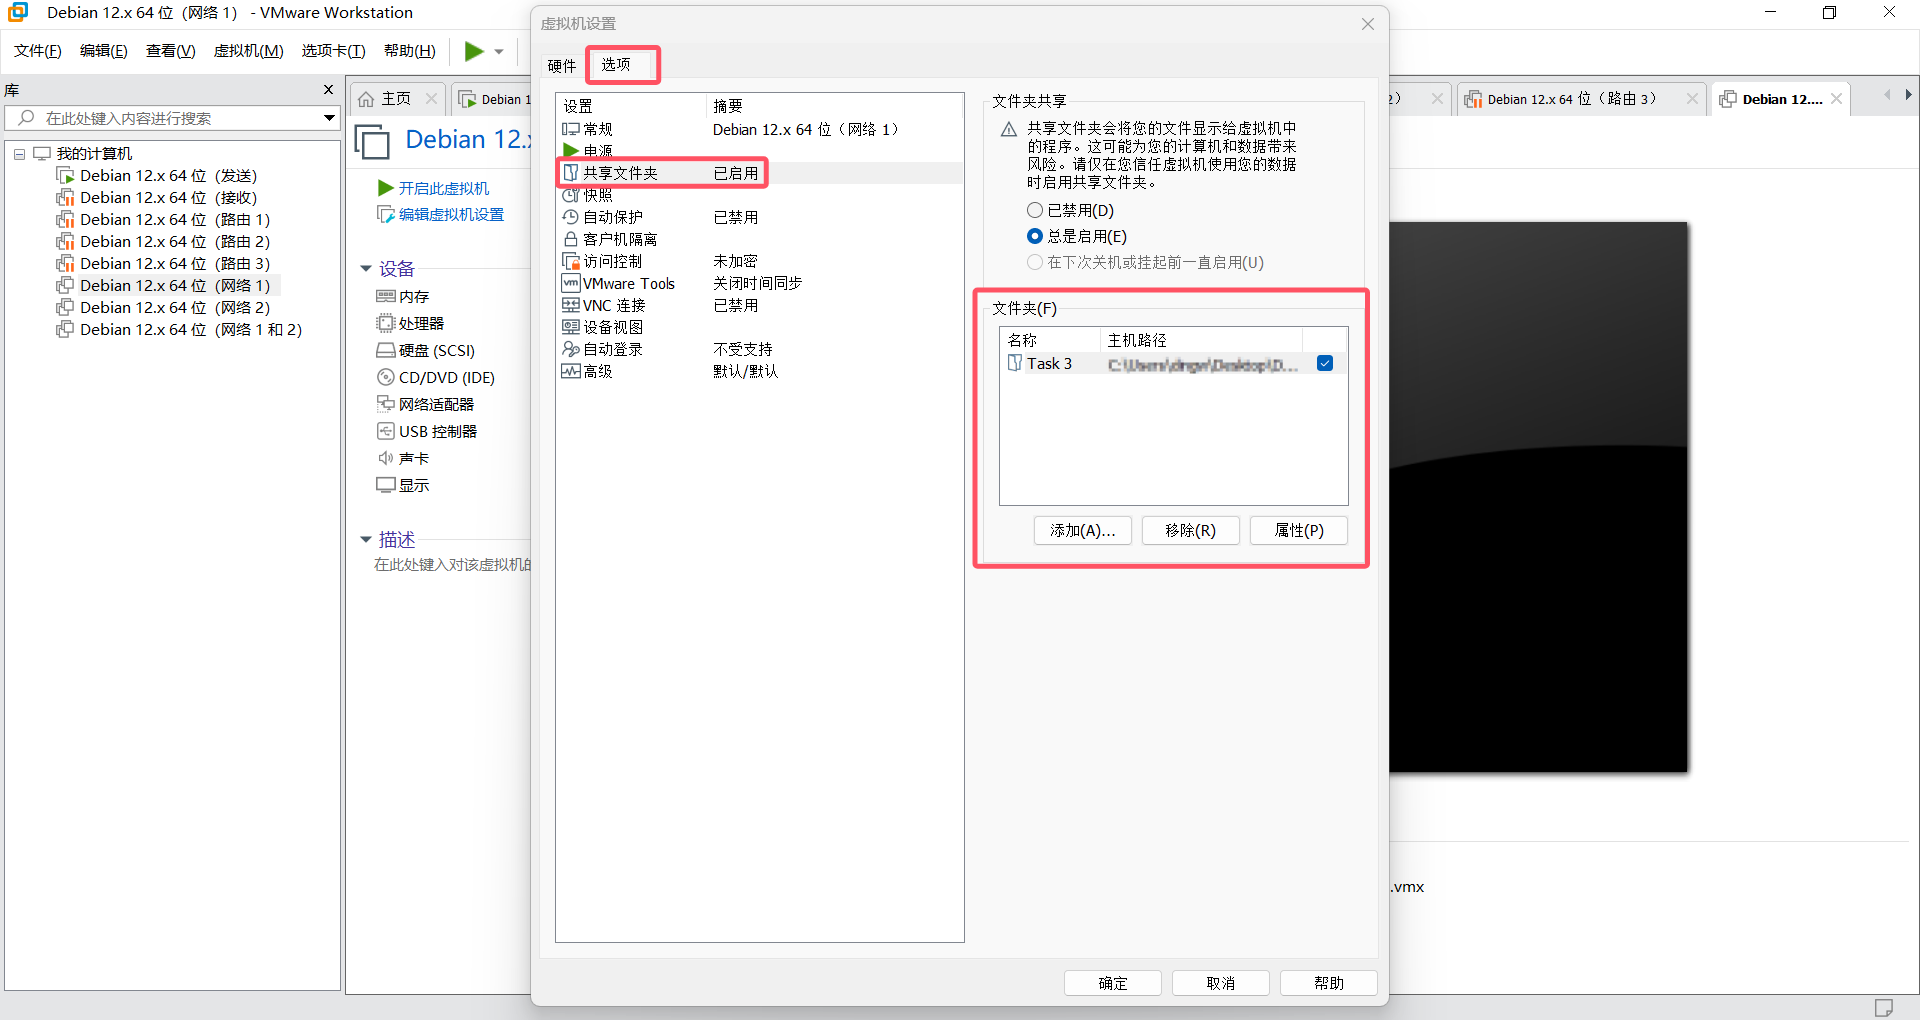 Debian 12.x 64 位（网络 1） - VMware Workstation
文件(F) 编辑(E) 查看(V) 虚拟机(M) 选项卡(T) 帮助(H)
库
在此处键入内容进行搜索
我的计算机
Debian 12.x 64 位（发送）
Debian 12.x 64 位（接收）
Debian 12.x 64 位（路由 1）
Debian 12.x 64 位（路由 2）
Debian 12.x 64 位（路由 3）
Debian 12.x 64 位（网络 1）
Debian 12.x 64 位（网络 2）
Debian 12.x 64 位（网络 1 和 2）
主页
Debian 1
2）
Debian 12.x 64 位（路由 3）
Debian 12....
Debian 12.x
开启此虚拟机
编辑虚拟机设置
设备
内存
处理器
硬盘 (SCSI)
CD/DVD (IDE)
网络适配器
USB 控制器
声卡
显示
描述
在此处键入对该虚拟机的
.vmx
虚拟机设置
硬件 选项
设置 摘要
常规 Debian 12.x 64 位（网络 1）
电源
共享文件夹 已启用
快照
自动保护 已禁用
客户机隔离
访问控制 未加密
VMware Tools 关闭时间同步
VNC 连接 已禁用
设备视图
自动登录 不受支持
高级 默认/默认
文件夹共享
共享文件夹会将您的文件显示给虚拟机中
的程序。这可能为您的计算机和数据带来
风险。请仅在您信任虚拟机使用您的数据
时启用共享文件夹。
已禁用(D)
总是启用(E)
在下次关机或挂起前一直启用(U)
文件夹(F)
名称 主机路径
Task 3
添加(A)... 移除(R) 属性(P)
确定 取消 帮助